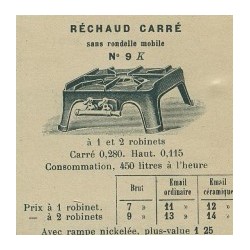 RÉCHAUD CARRÉ
sans rondelle mobile
N° 9 K
à 1 et 2 robinets
Carré 0,280. Haut. 0,115
Consommation, 450 litres à l'heure
Brut Email ordinaire Email céramique
Prix à 1 robinet. 7 » 11 » 12 »
— à 2 robinets 9 » 13 » 14 »
Avec rampe nickelée, plus-value 1 25